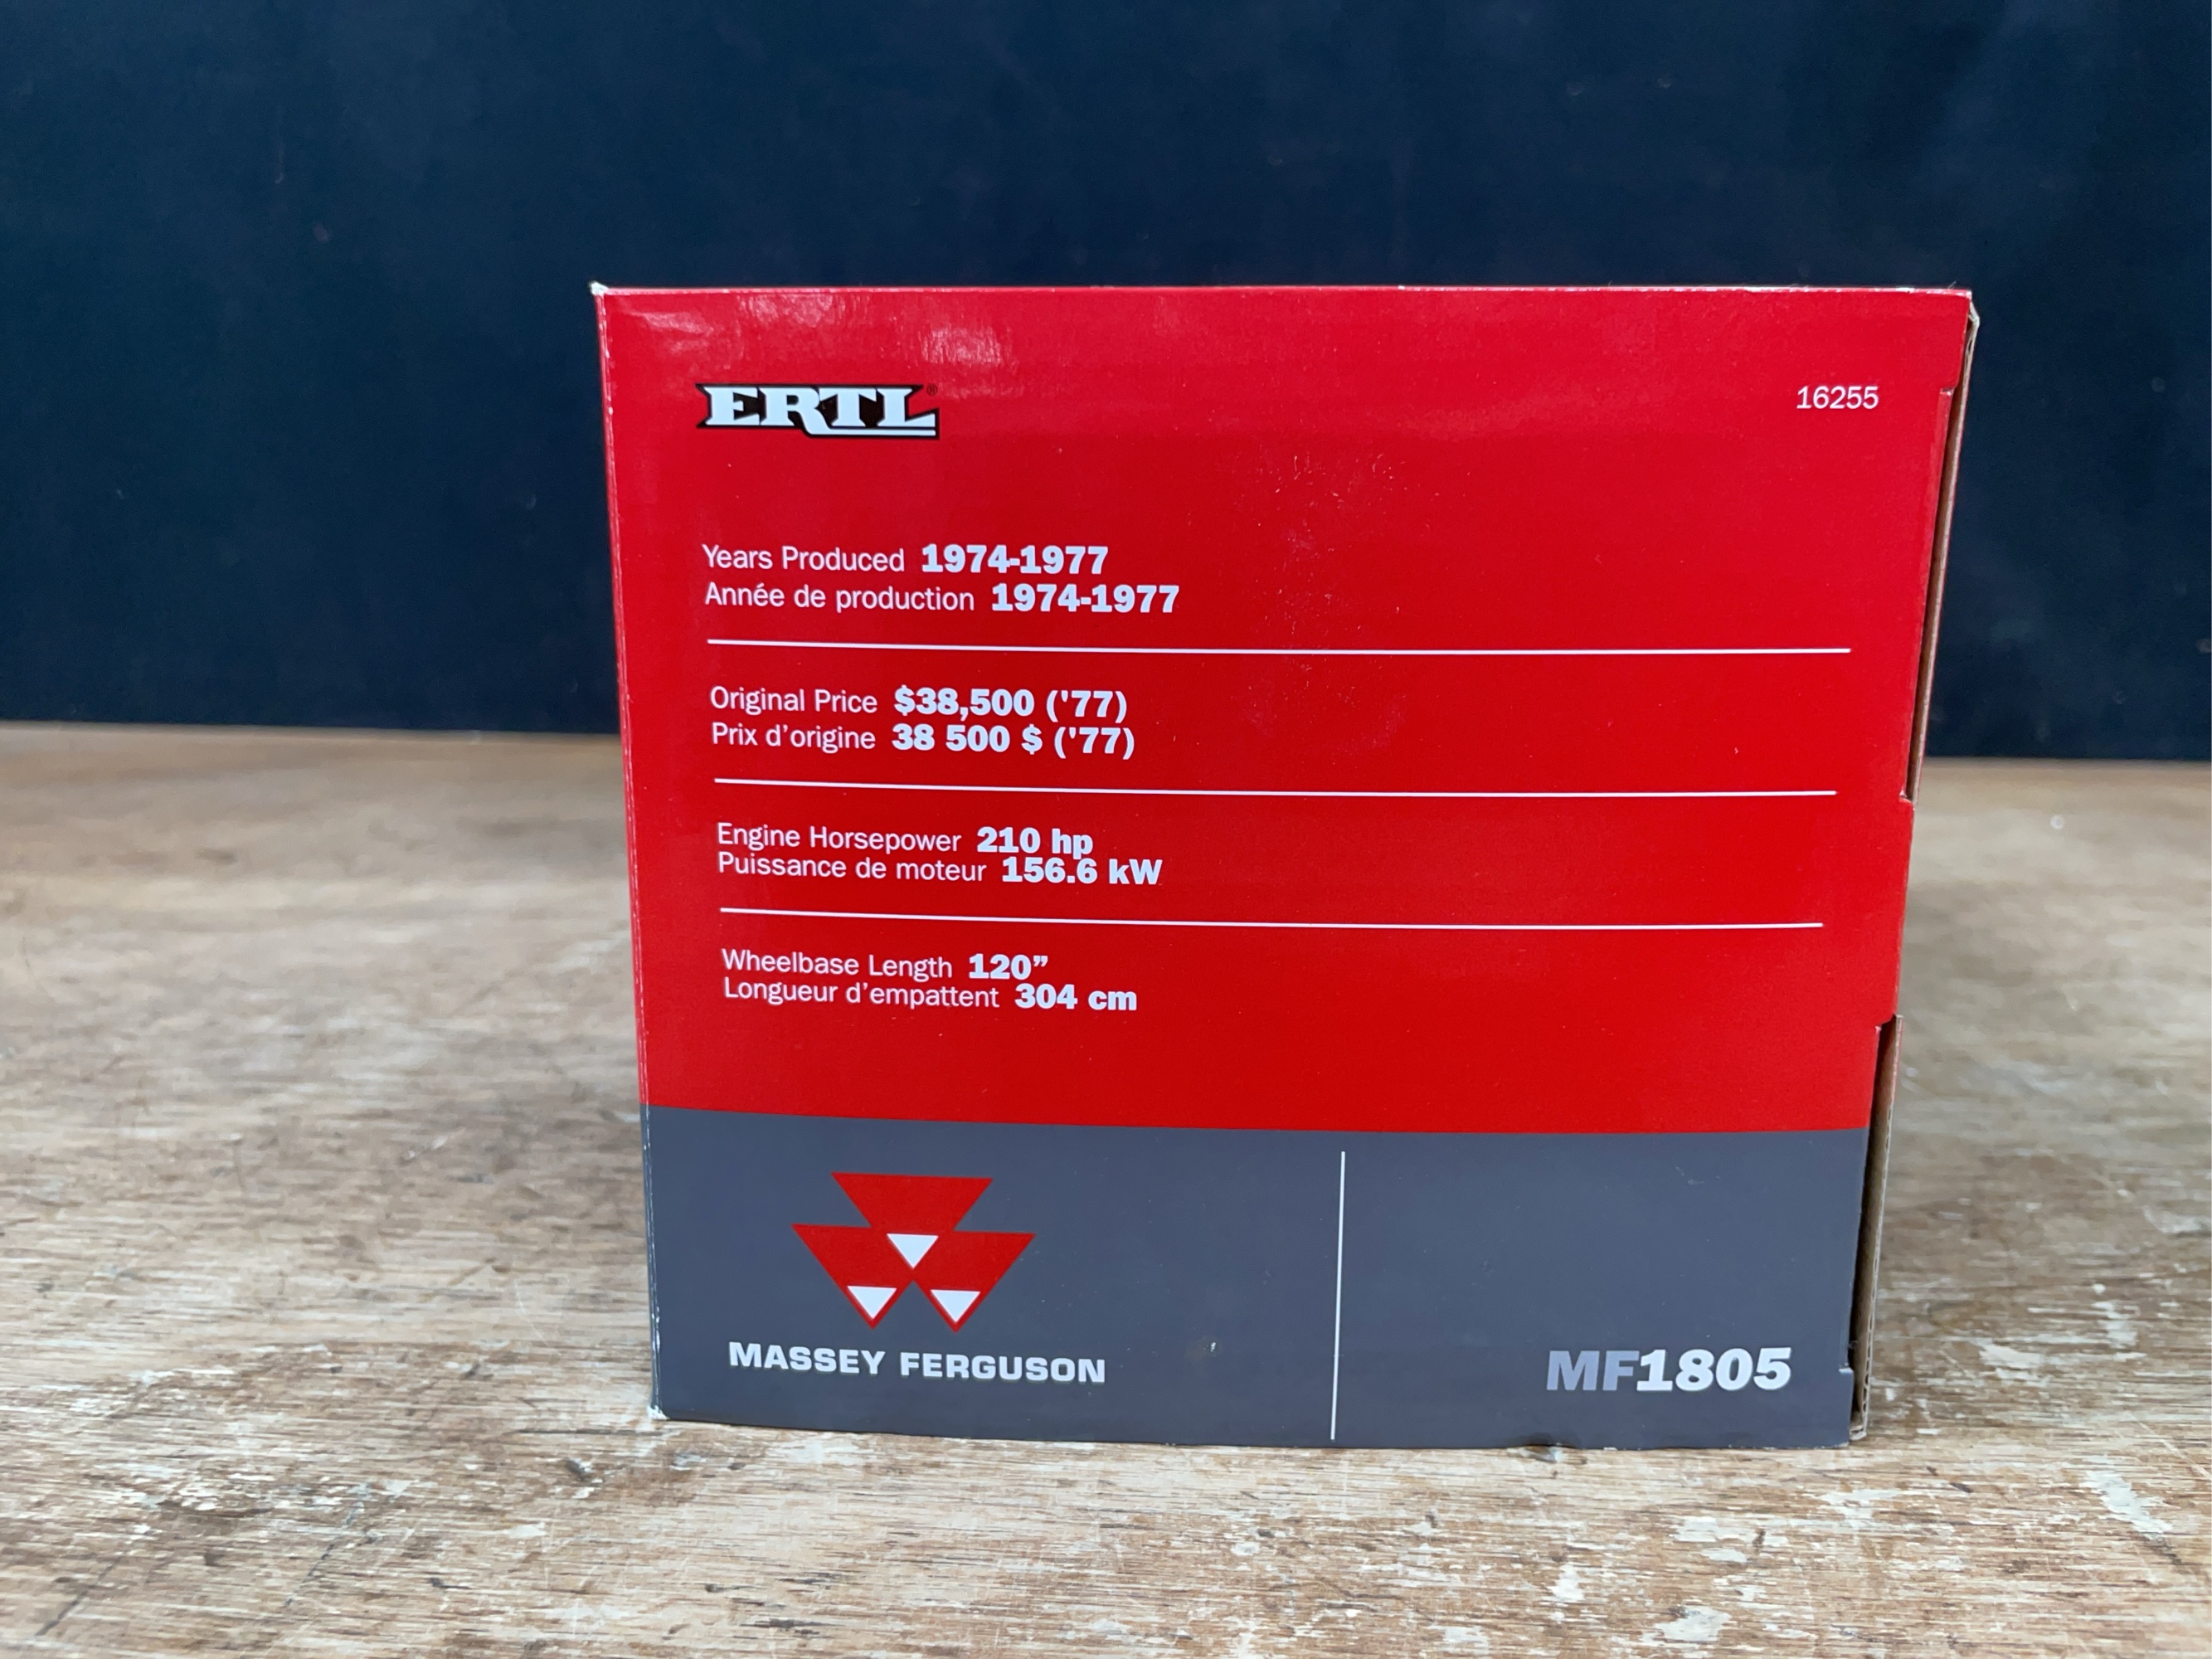 ERTL®
16255
Years Produced 1974-1977
Année de production 1974-1977
Original Price $38,500 ('77)
Prix d'origine 38 500 $ ('77)
Engine Horsepower 210 hp
Puissance de moteur 156.6 kW
Wheelbase Length 120”
Longueur d'empattent 304 cm
MASSEY FERGUSON
MF1805